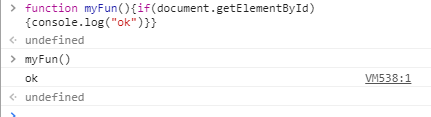 function myFun(){if(document.getElementById)
{console.log("ok")}}
undefined
myFun()
ok VM538:1
undefined